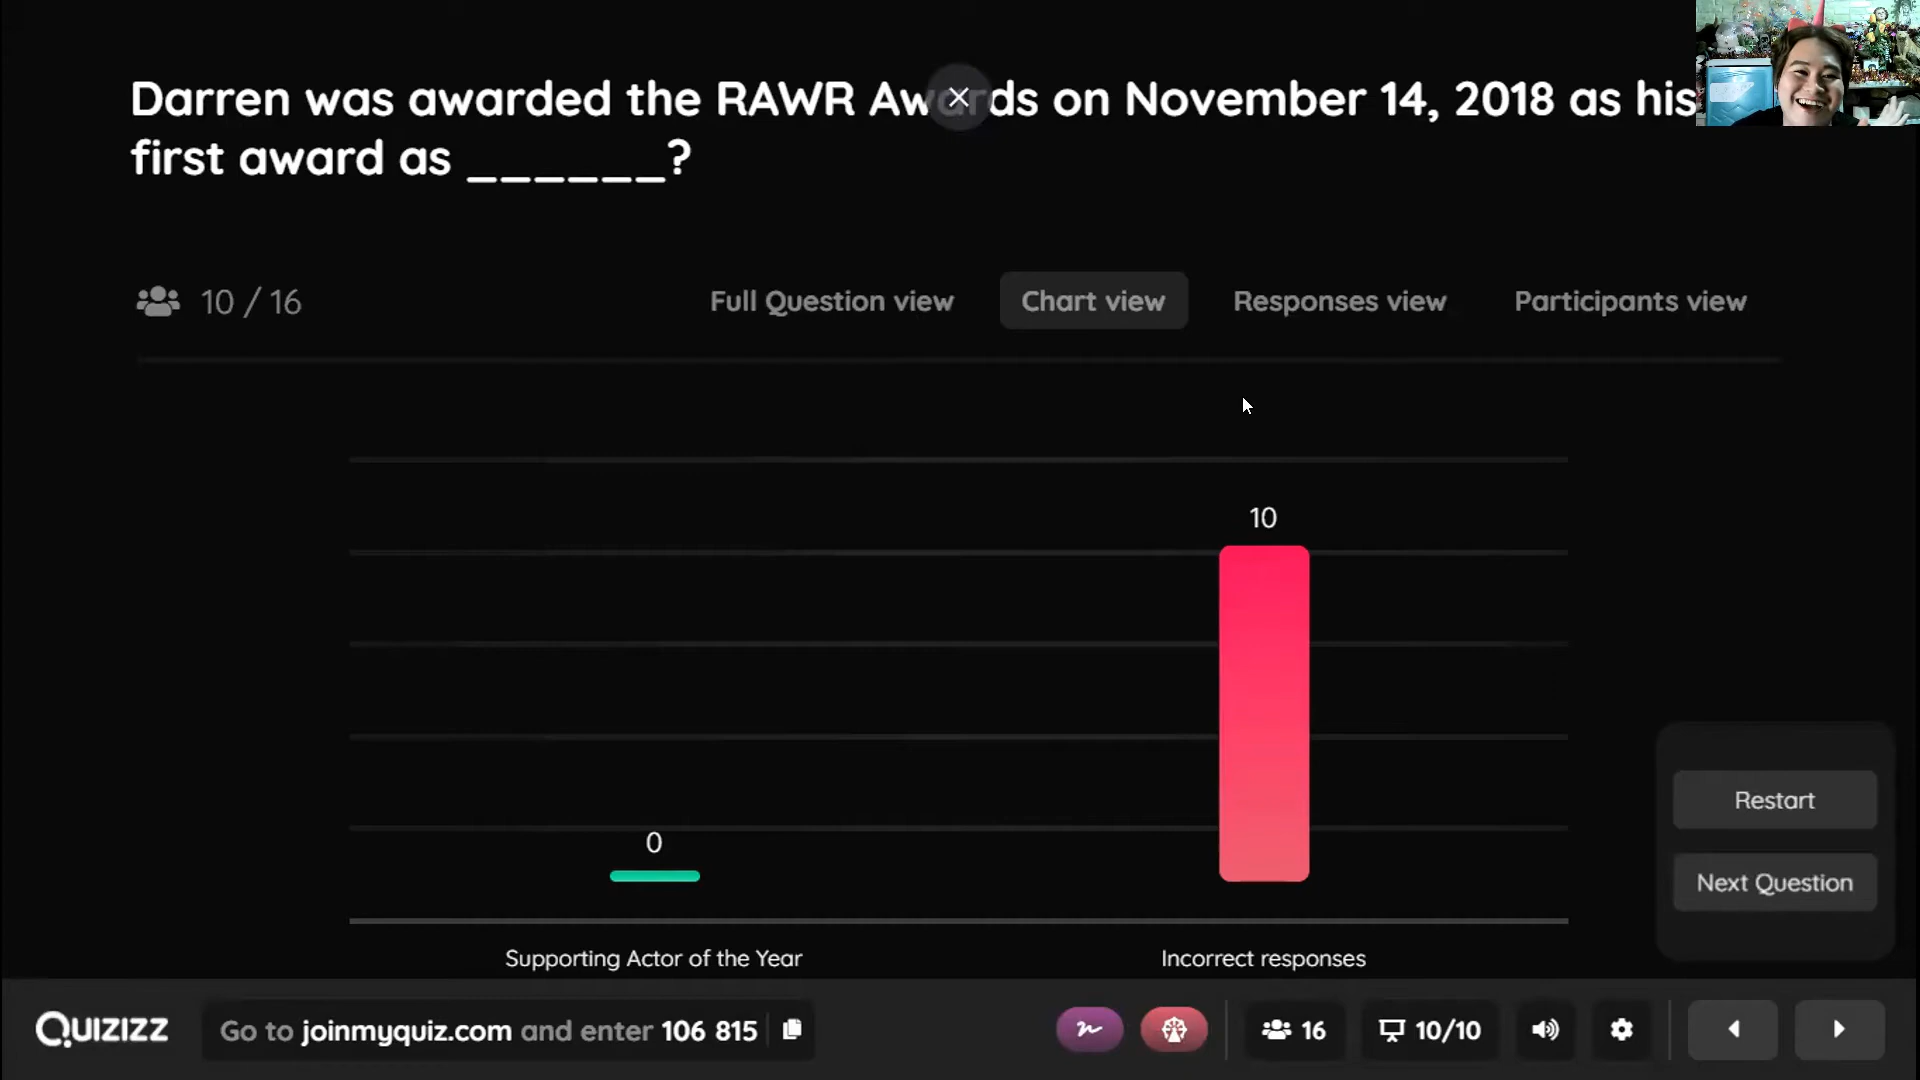 Darren was awarded the RAWR Awards on November 14, 2018 as his
first award as ______?
10 / 16
Full Question view
Chart view
Responses view
Participants view
10
0
Supporting Actor of the Year
Incorrect responses
Restart
Next Question
QUIZIZZ
Go to joinmyquiz.com and enter 106 815
16
10/10